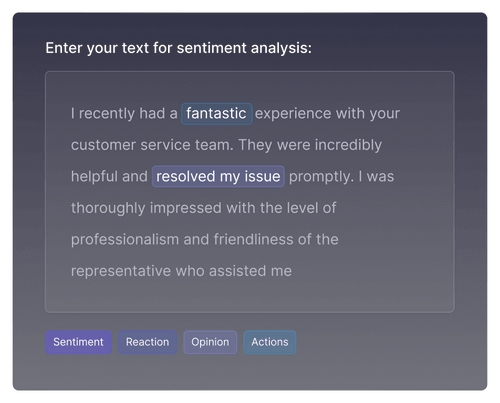 Enter your text for sentiment analysis:
I recently had a fantastic experience with your
customer service team. They were incredibly
helpful and resolved my issue promptly. I was
thoroughly impressed with the level of
professionalism and friendliness of the
representative who assisted me
Sentiment Reaction Opinion Actions